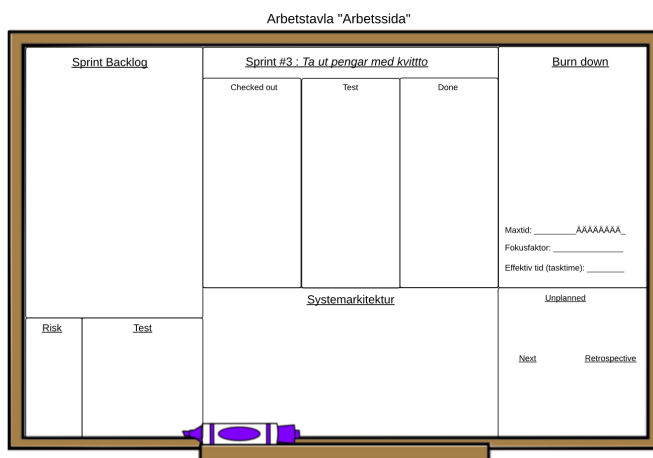 Arbetstavla "Arbetssida"
Sprint Backlog
Sprint #3 : Ta ut pengar med kvittto
Burn down
Checked out
Test
Done
Maxtid: _________ÄÄÄÄÄÄÄÄ_
Fokusfaktor: _______________
Effektiv tid (tasktime): ________
Systemarkitektur
Unplanned
Risk
Test
Next
Retrospective